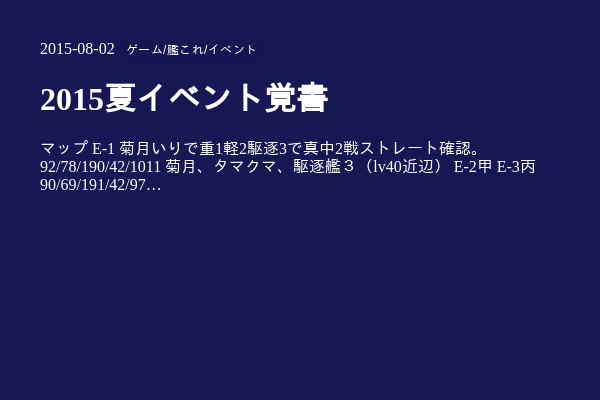 2015-08-02 ゲーム/艦これ/イベント
2015夏イベント覚書
マップ E-1 菊月いりで重1軽2駆逐3で真中2戦ストレート確認。
92/78/190/42/1011 菊月、タマクマ、駆逐艦３（lv40近辺） E-2甲 E-3丙
90/69/191/42/97…